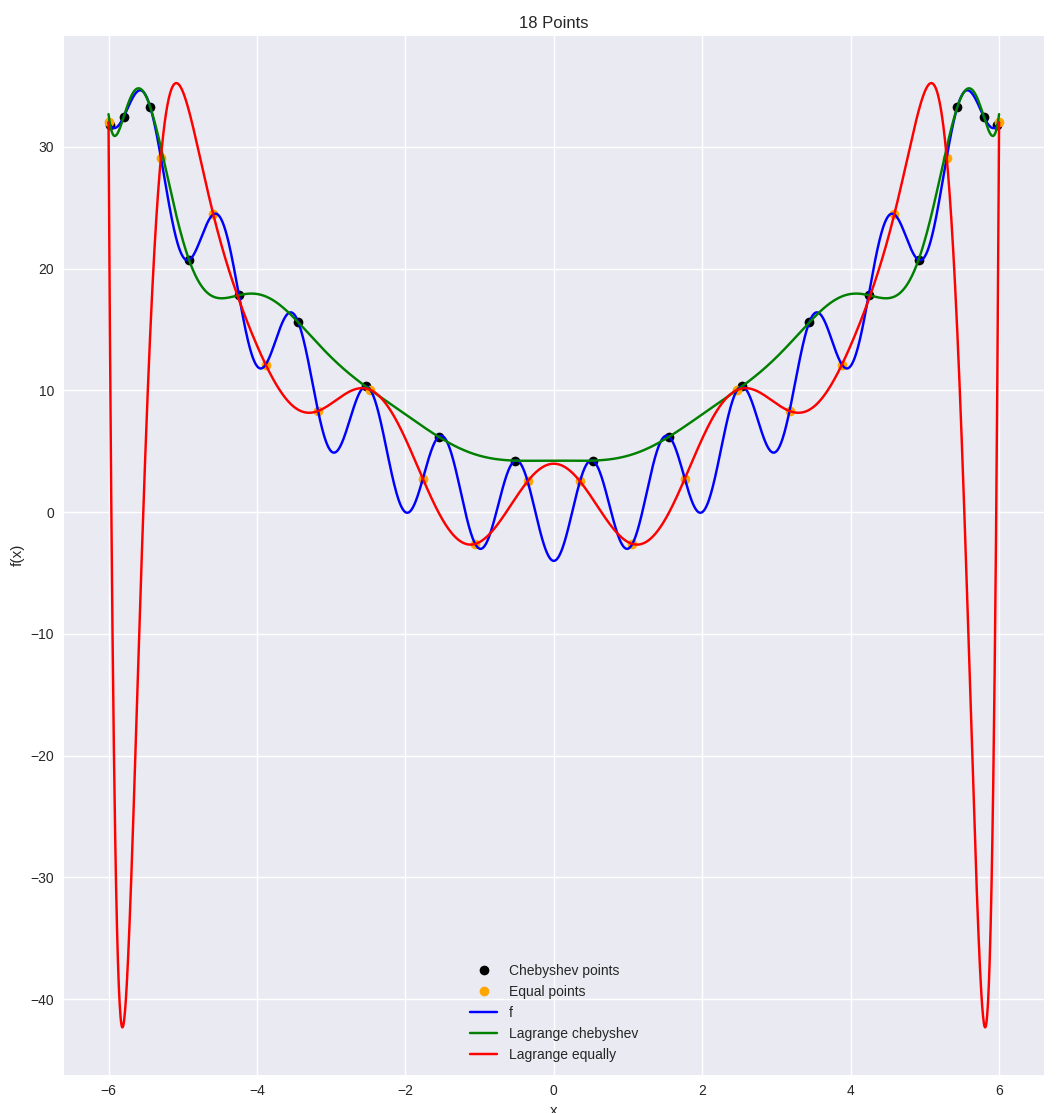 18 Points
30
20
10
0
−10
−20
−30
−40
f(x)
Chebyshev points
Equal points
f
Lagrange chebyshev
Lagrange equally
−6 −4 −2 0 2 4 6
x